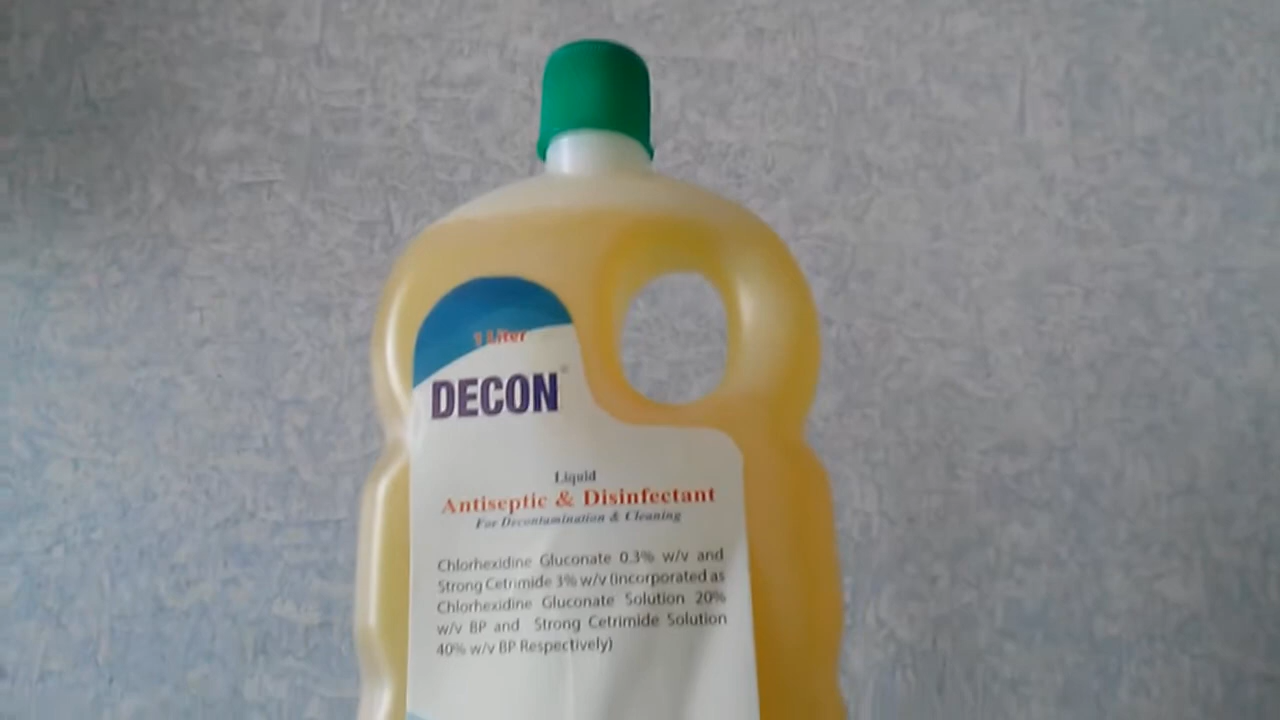 1 Liter
DECON®
Liquid
Antiseptic & Disinfectant
For Decontamination & Cleaning
Chlorhexidine Gluconate 0.3% w/v and
Strong Cetrimide 3% w/v (incorporated as
Chlorhexidine Gluconate Solution 20%
w/v BP and Strong Cetrimide Solution
40% w/v BP Respectively)